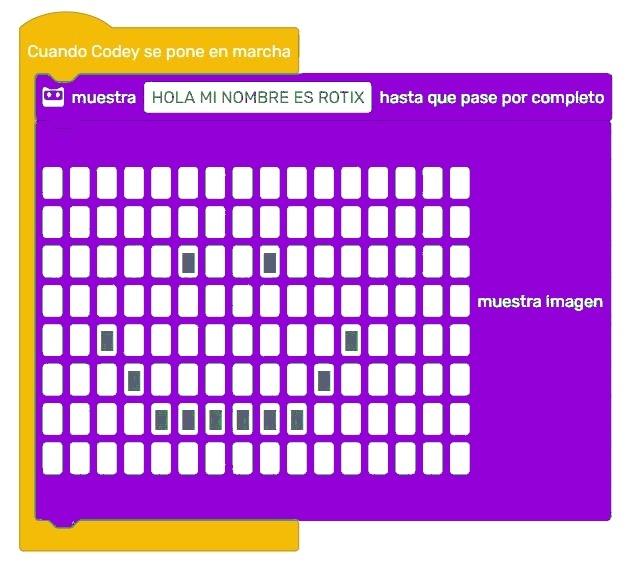 Cuando Codey se pone en marcha
muestra HOLA MI NOMBRE ES ROTIX hasta que pase por completo
muestra imagen